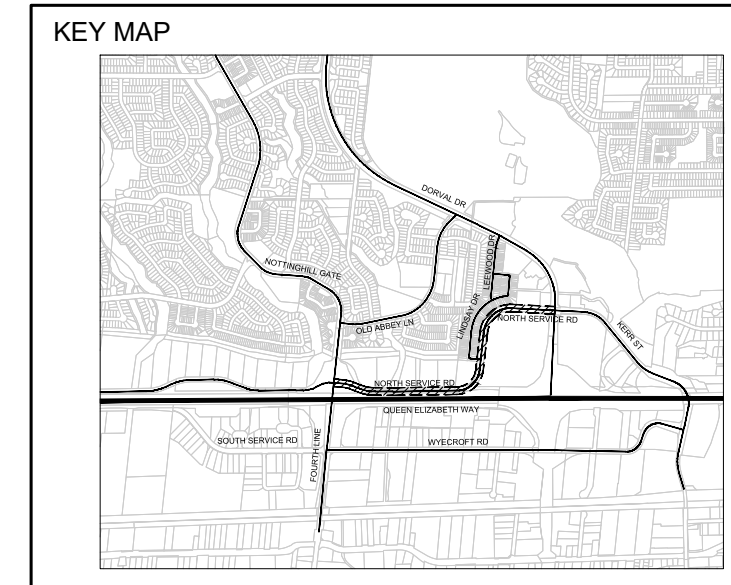 KEY MAP
DORVAL DR
LEEWOOD DR
NOTTINGHILL GATE
LINDSAY DR
OLD ABBEY LN
NORTH SERVICE RD
KERR ST
NORTH SERVICE RD
QUEEN ELIZABETH WAY
SOUTH SERVICE RD
FOURTH LINE
WYECROFT RD